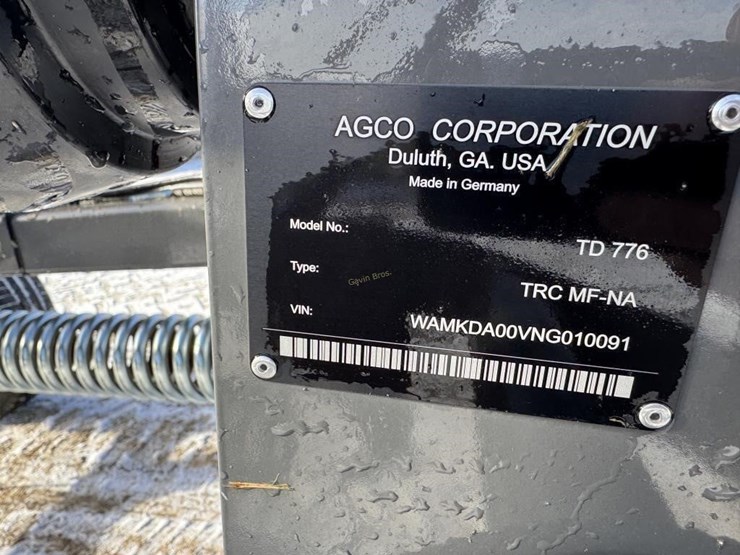 AGCO CORPORATION
Duluth, GA. USA
Made in Germany
Model No.: TD 776
Type: TRC MF-NA
Gavin Bros.
VIN: WAMKDA00VNG010091